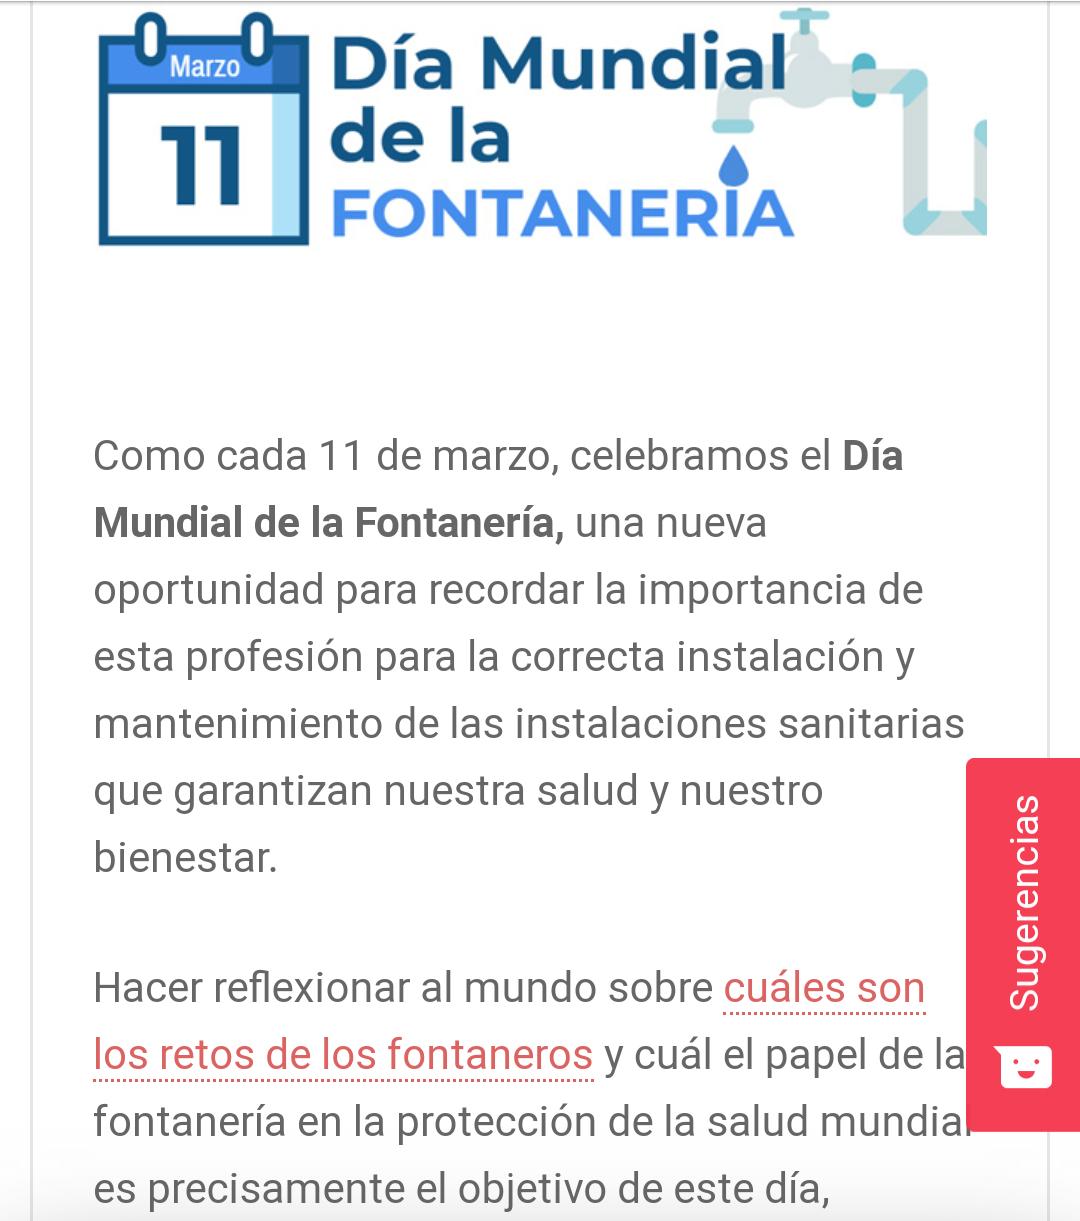 Marzo
11
Día Mundial
de la
FONTANERÍA
Como cada 11 de marzo, celebramos el Día
Mundial de la Fontanería, una nueva
oportunidad para recordar la importancia de
esta profesión para la correcta instalación y
mantenimiento de las instalaciones sanitarias
que garantizan nuestra salud y nuestro
bienestar.
Hacer reflexionar al mundo sobre cuáles son
los retos de los fontaneros y cuál el papel de la
fontanería en la protección de la salud mundial
es precisamente el objetivo de este día,
Sugerencias